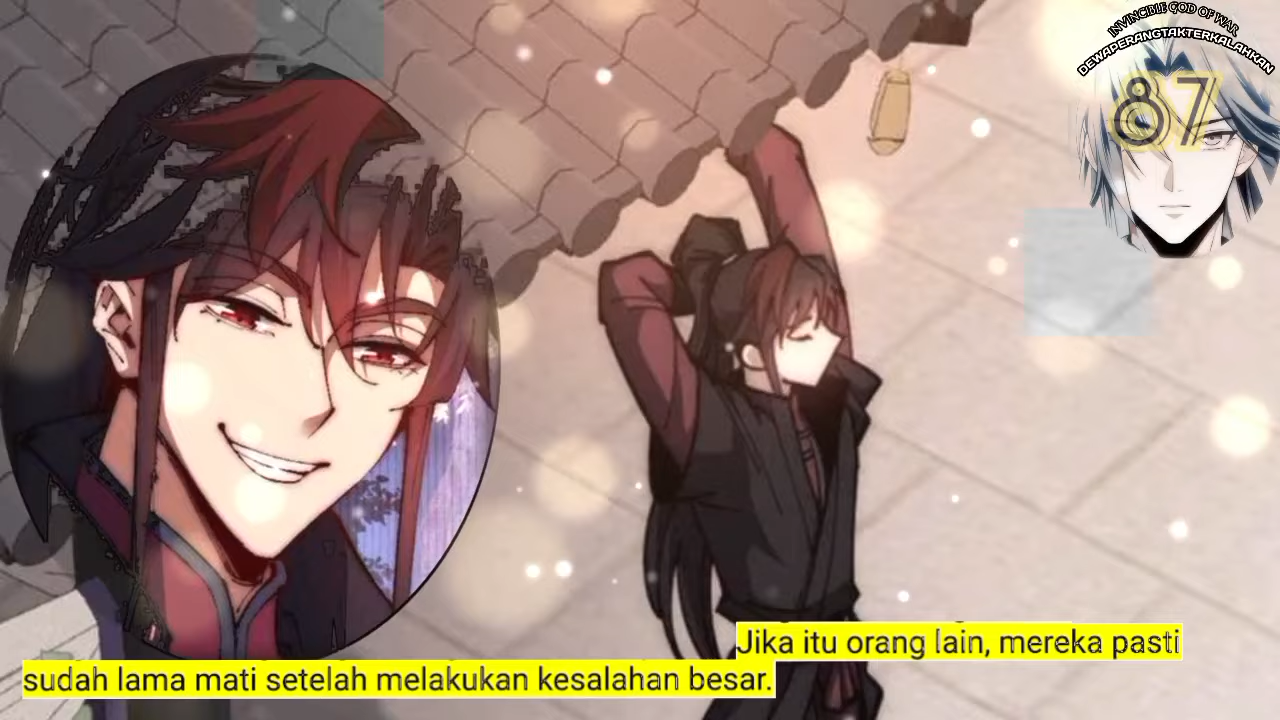 INVINCIBLE GOD OF WAR
DEWAPERANGTAKTERKALAHKAN
87
Jika itu orang lain, mereka pasti
sudah lama mati setelah melakukan kesalahan besar.